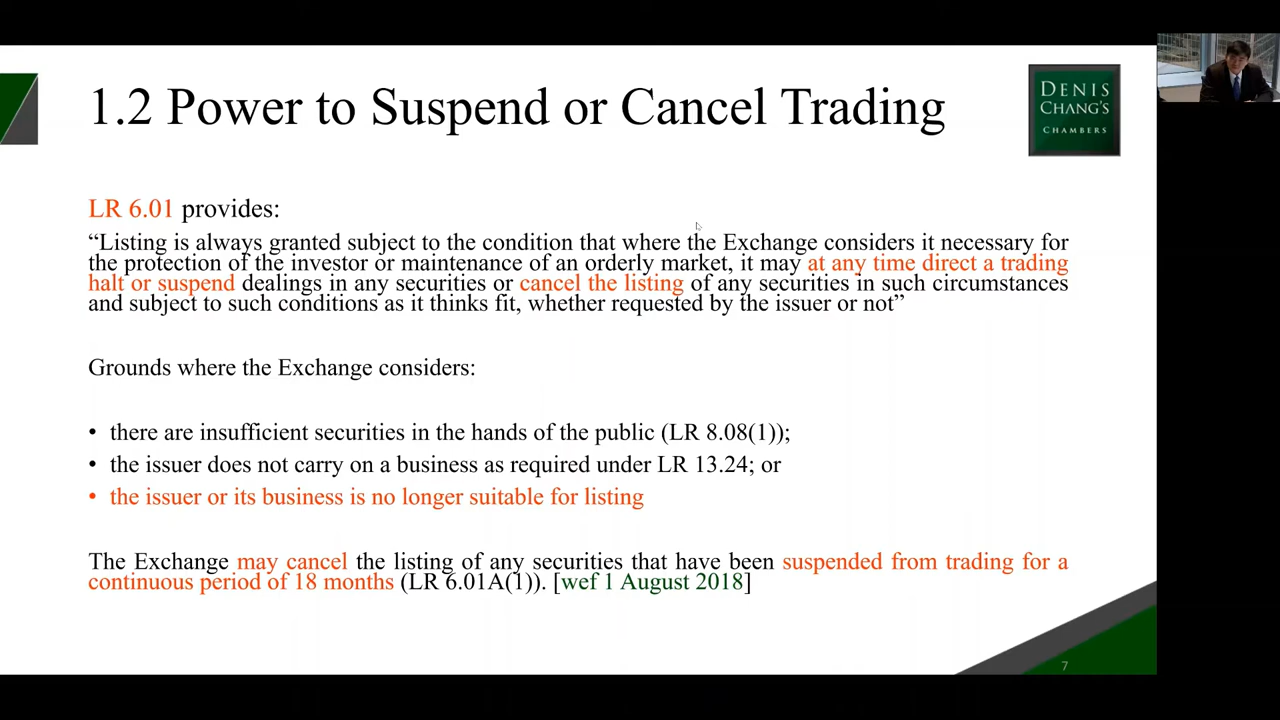 1.2 Power to Suspend or Cancel Trading
DENIS
CHANG'S
CHAMBERS
LR 6.01 provides:
“Listing is always granted subject to the condition that where the Exchange considers it necessary for
the protection of the investor or maintenance of an orderly market, it may at any time direct a trading
halt or suspend dealings in any securities or cancel the listing of any securities in such circumstances
and subject to such conditions as it thinks fit, whether requested by the issuer or not”
Grounds where the Exchange considers:
• there are insufficient securities in the hands of the public (LR 8.08(1));
• the issuer does not carry on a business as required under LR 13.24; or
• the issuer or its business is no longer suitable for listing
The Exchange may cancel the listing of any securities that have been suspended from trading for a
continuous period of 18 months (LR 6.01A(1)). [wef 1 August 2018]
7